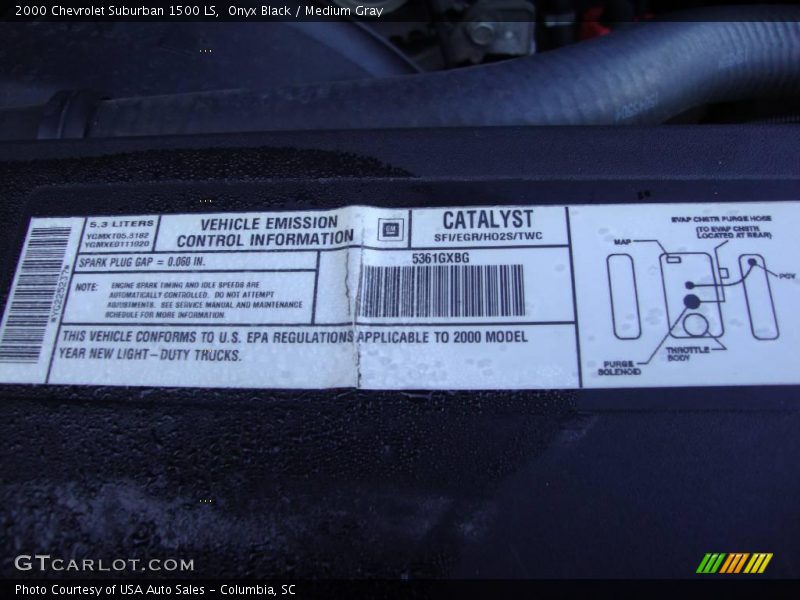 2000 Chevrolet Suburban 1500 LS,  Onyx Black / Medium Gray
5.3 LITERS
YGMXT05.3182
YGMXE0111920
VEHICLE EMISSION
CONTROL INFORMATION
GM
CATALYST
SFI/EGR/HO2S/TWC
SPARK PLUG GAP = 0.060 IN.
NOTE: ENGINE SPARK TIMING AND IDLE SPEEDS ARE
AUTOMATICALLY CONTROLLED. DO NOT ATTEMPT
ADJUSTMENTS. SEE SERVICE MANUAL AND MAINTENANCE
SCHEDULE FOR MORE INFORMATION.
5361GXBG
THIS VEHICLE CONFORMS TO U.S. EPA REGULATIONS APPLICABLE TO 2000 MODEL
YEAR NEW LIGHT-DUTY TRUCKS.
EVAP CNSTR PURGE HOSE
(TO EVAP CNSTR
LOCATED AT REAR)
MAP
PCV
PURGE
SOLENOID
THROTTLE
BODY
GTCARLOT.COM
Photo Courtesy of USA Auto Sales - Columbia, SC